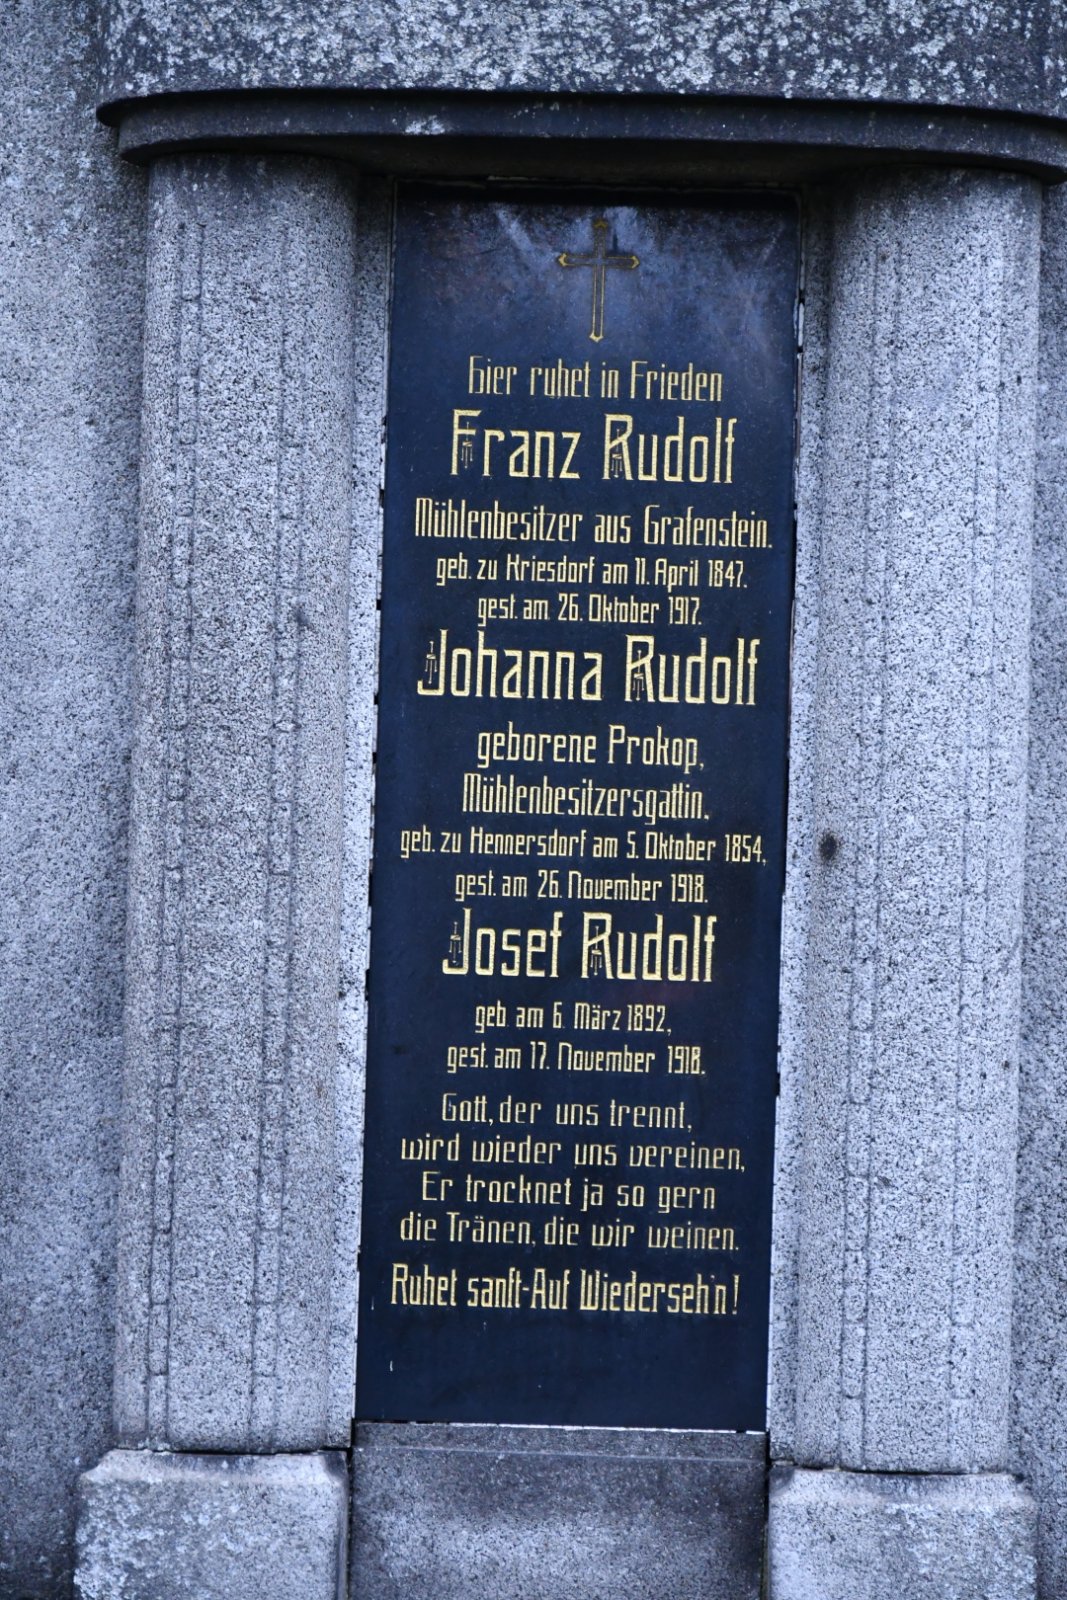 Hier ruhet in Frieden
Franz Rudolf
Mühlenbesitzer aus Grafenstein.
geb. zu Kriesdorf am 11. April 1847.
gest. am 26. Oktober 1917.
Johanna Rudolf
geborene Prokop,
Mühlenbesitzersgattin.
geb. zu Hennersdorf am 5. Oktober 1854,
gest. am 26. November 1918.
Josef Rudolf
geb. am 6. März 1892,
gest. am 17. November 1918.
Gott, der uns trennt,
wird wieder uns vereinen,
Er trocknet ja so gern
die Tränen, die wir weinen.
Ruhet sanft-Auf Wiederseh'n!